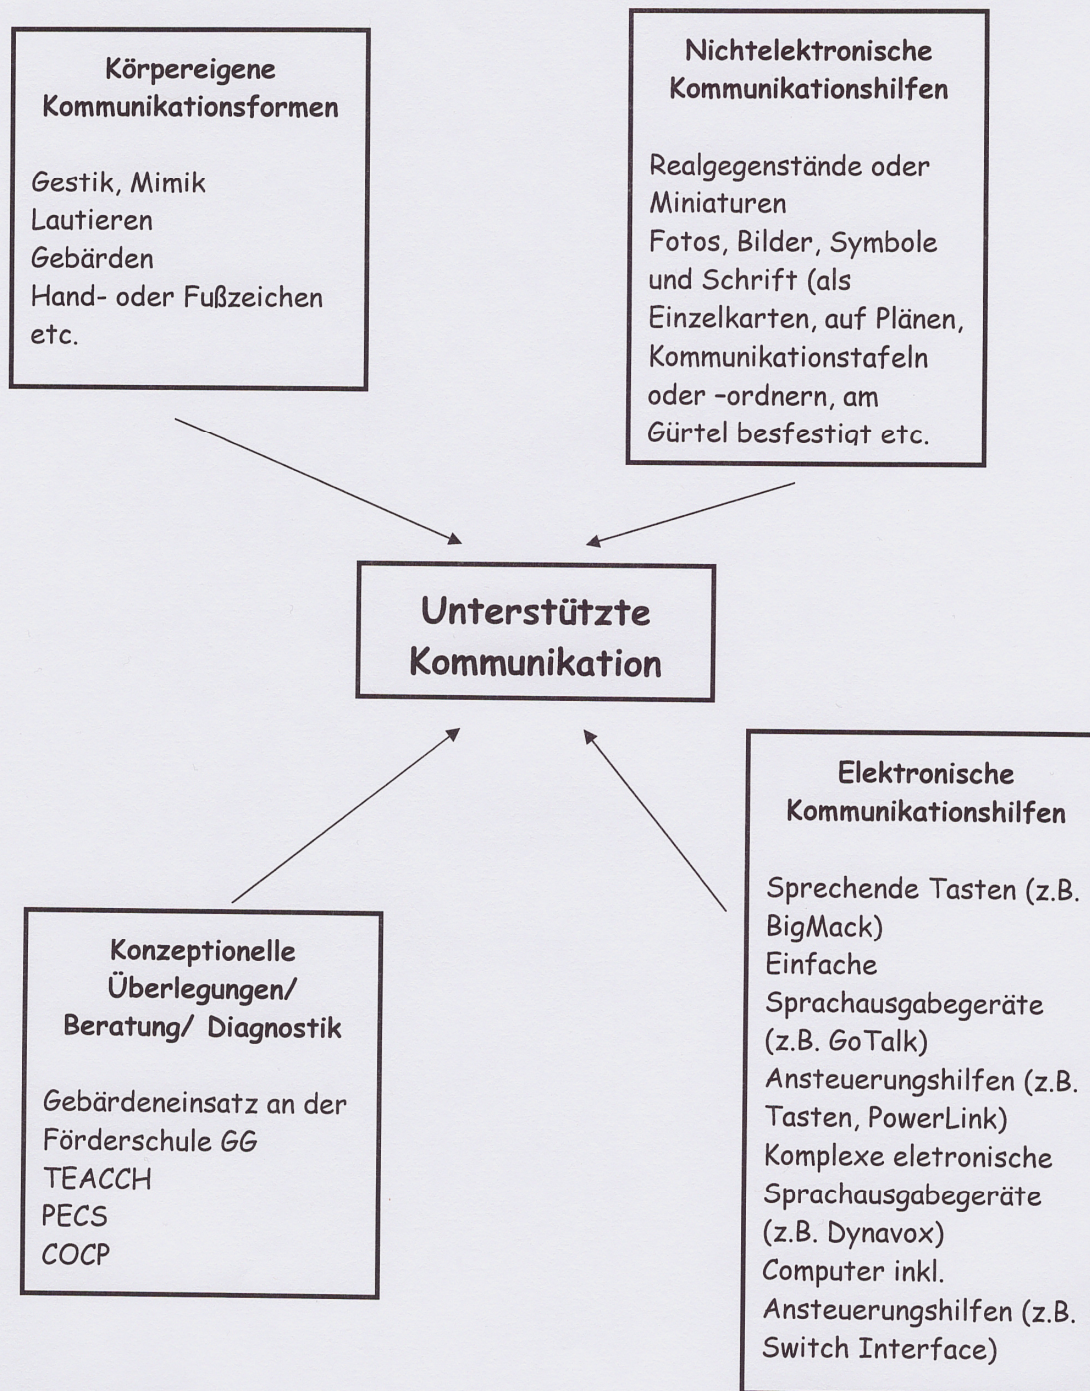 Körpereigene
Kommunikationsformen
Gestik, Mimik
Lautieren
Gebärden
Hand- oder Fußzeichen
etc.
Nichtelektronische
Kommunikationshilfen
Realgegenstände oder
Miniaturen
Fotos, Bilder, Symbole
und Schrift (als
Einzelkarten, auf Plänen,
Kommunikationstafeln
oder -ordnern, am
Gürtel besfestigt etc.
Unterstützte
Kommunikation
Konzeptionelle
Überlegungen/
Beratung/ Diagnostik
Gebärdeneinsatz an der
Förderschule GG
TEACCH
PECS
COCP
Elektronische
Kommunikationshilfen
Sprechende Tasten (z.B.
BigMack)
Einfache
Sprachausgabegeräte
(z.B. GoTalk)
Ansteuerungshilfen (z.B.
Tasten, PowerLink)
Komplexe eletronische
Sprachausgabegeräte
(z.B. Dynavox)
Computer inkl.
Ansteuerungshilfen (z.B.
Switch Interface)